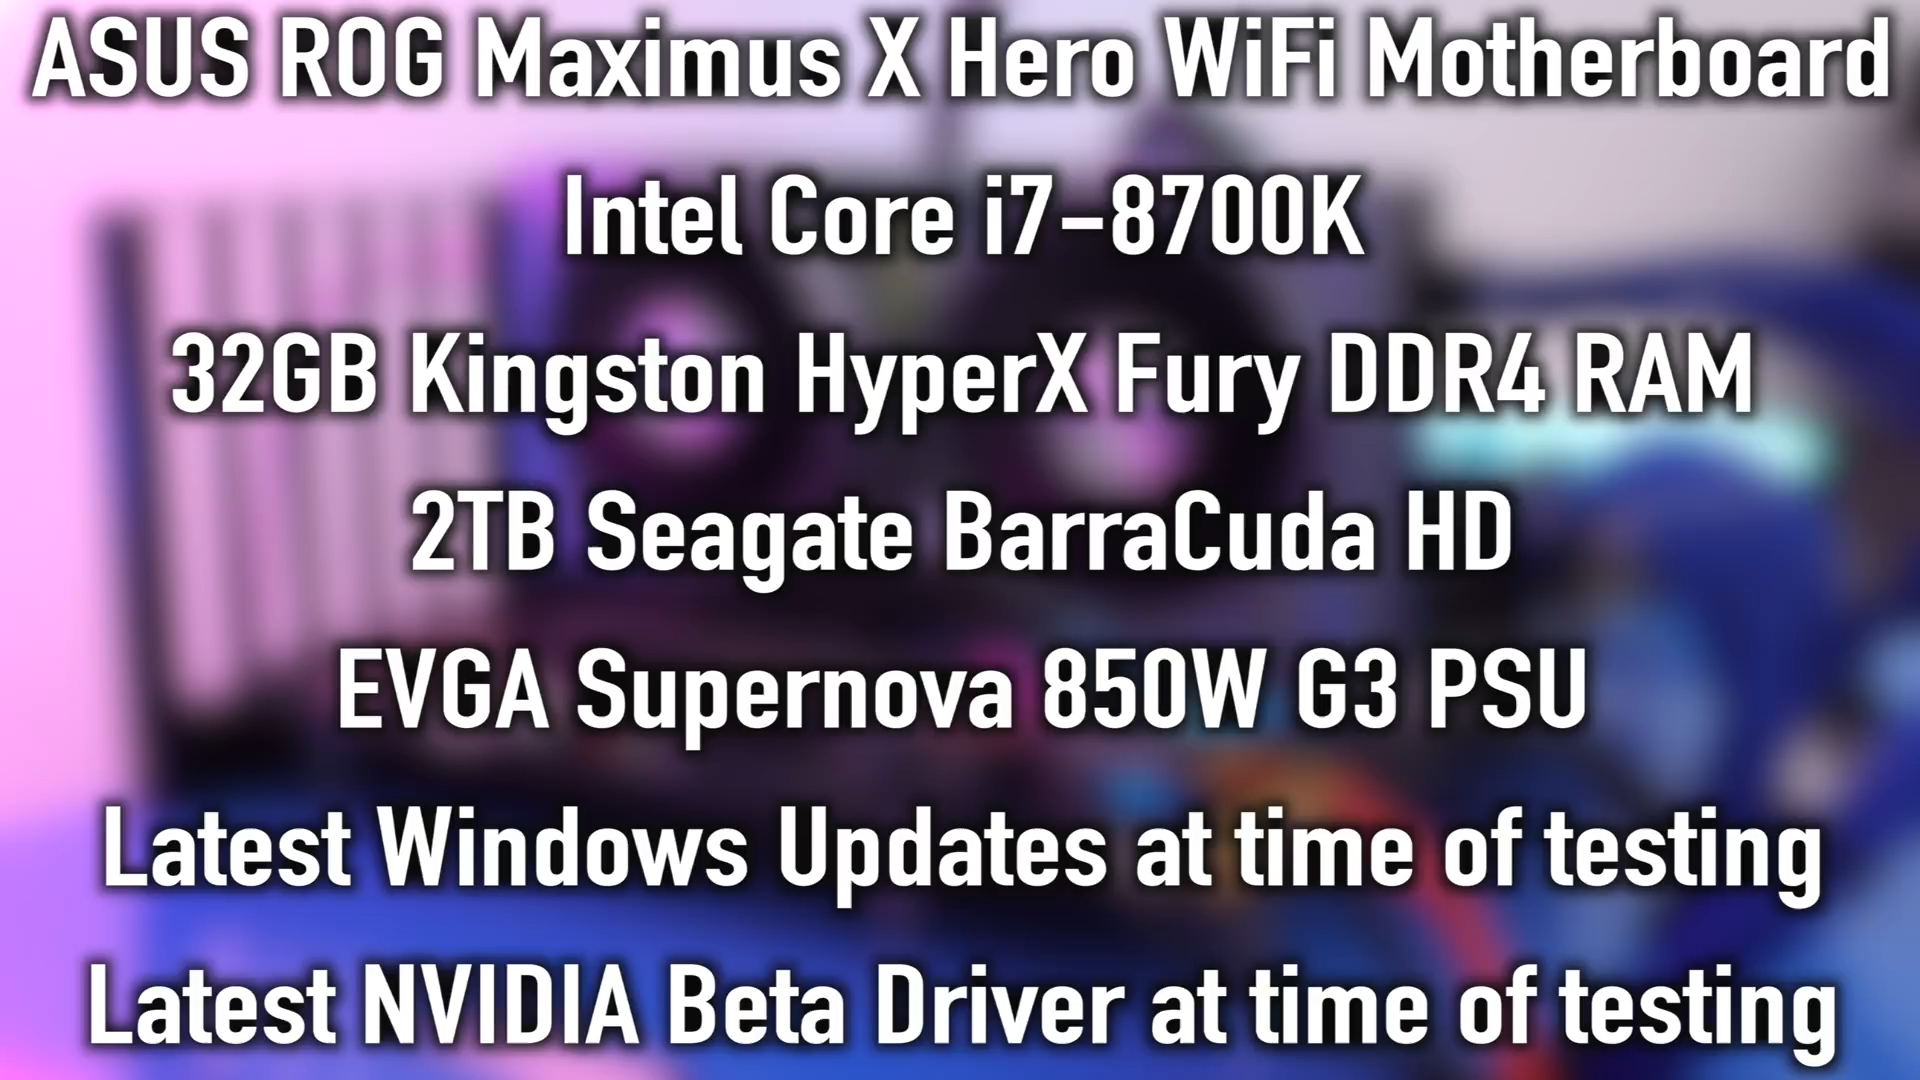 ASUS ROG Maximus X Hero WiFi Motherboard
Intel Core i7-8700K
32GB Kingston HyperX Fury DDR4 RAM
2TB Seagate BarraCuda HD
EVGA Supernova 850W G3 PSU
Latest Windows Updates at time of testing
Latest NVIDIA Beta Driver at time of testing